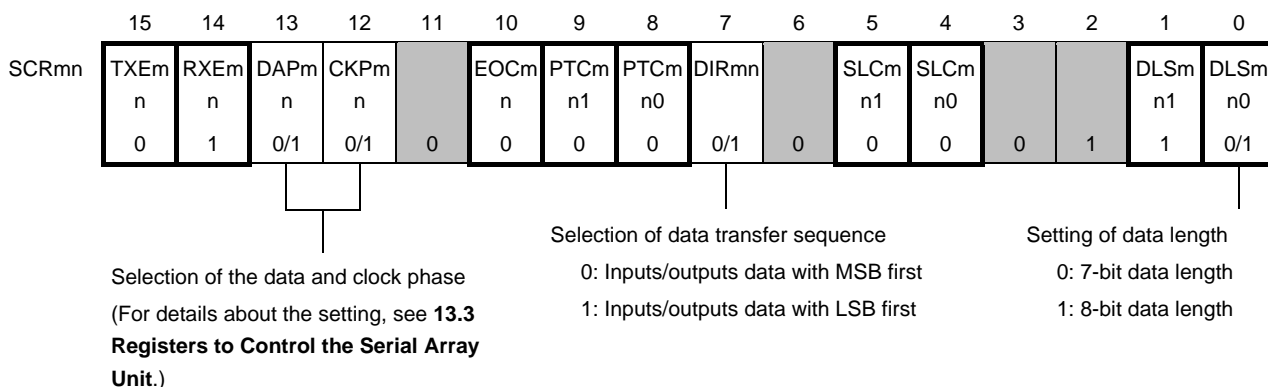 15 14 13 12 11 10 9 8 7 6 5 4 3 2 1 0
SCRmn TXEm RXEm DAPm CKPm EOCm PTCm PTCm DIRmn SLCm SLCm DLSm DLSm
n n n n n n1 n0 n1 n0 n1 n0
0 1 0/1 0/1 0 0 0 0 0/1 0 0 0 0 1 1 0/1
Selection of the data and clock phase
(For details about the setting, see 13.3
Registers to Control the Serial Array
Unit.)
Selection of data transfer sequence
0: Inputs/outputs data with MSB first
1: Inputs/outputs data with LSB first
Setting of data length
0: 7-bit data length
1: 8-bit data length